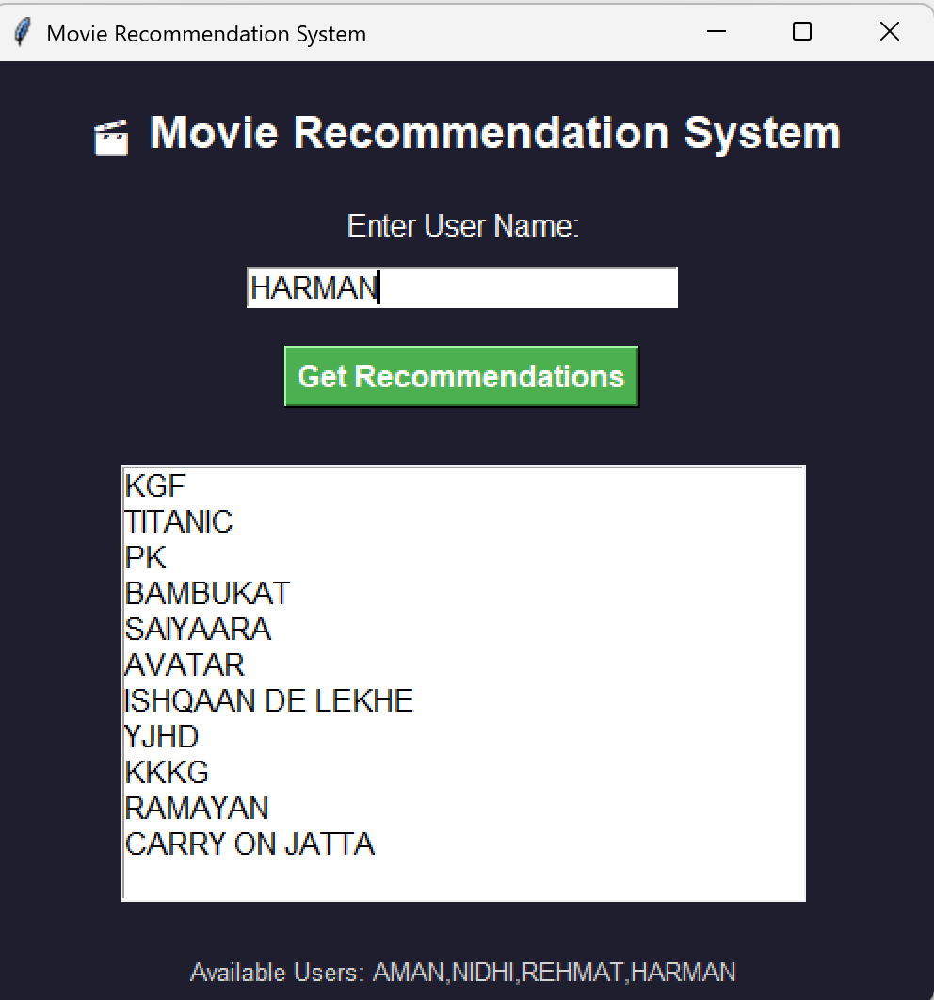 Movie Recommendation System
Movie Recommendation System
Enter User Name:
HARMAN
Get Recommendations
KGF
TITANIC
PK
BAMBUKAT
SAIYAARA
AVATAR
ISHQAAN DE LEKHE
YJHD
KKKG
RAMAYAN
CARRY ON JATTA
Available Users: AMAN,NIDHI,REHMAT,HARMAN